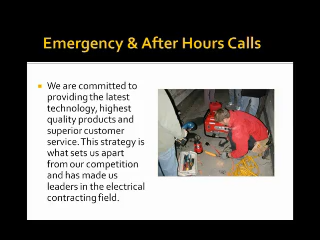 Emergency & After Hours Calls
We are committed to
providing the latest
technology, highest
quality products and
superior customer
service. This strategy is
what sets us apart
from our competition
and has made us
leaders in the electrical
contracting field.